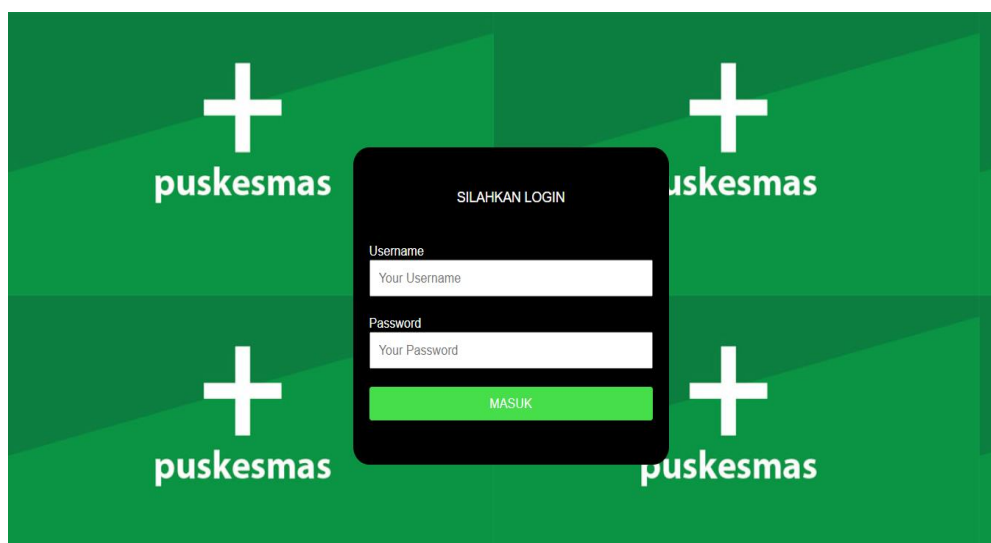 puskesmas
uskesmas
SILAHKAN LOGIN
Username
Your Username
Password
Your Password
MASUK
puskesmas
puskesmas